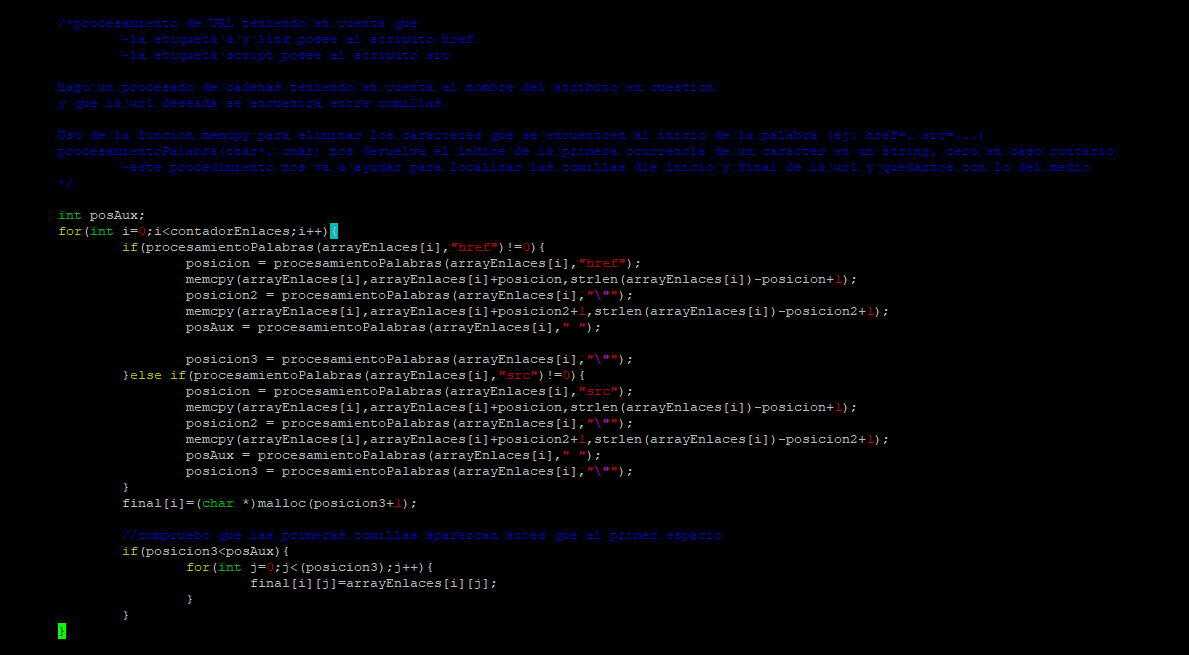 /*procesamiento de URL teniendo en cuenta que
-la etiqueta a y link posee el atributo href
-la etiqueta script posee el atributo src
hago un procesado de cadenas teniendo en cuenta el nombre del atributo en cuestion
y que la url deseada se encuentra entre comillas
Uso de la funcion memcpy para eliminar los caracteres que se encuentren al inicio de la palabra (ej: href=, src=...)
procesamientoPalabra(char*, char) nos devuelve el indice de la primera ocurrencia de un caracter en un string, cero en caso contario
-este procedimiento nos va a ayudar para localizar las comillas die inicio y final de la url y quedarnos con lo del medio
*/
int posAux;
for(int i=0;i<contadorEnlaces;i++){
if(procesamientoPalabras(arrayEnlaces[i],"href")!=0){
posicion = procesamientoPalabras(arrayEnlaces[i],"href");
memcpy(arrayEnlaces[i],arrayEnlaces[i]+posicion,strlen(arrayEnlaces[i])-posicion+1);
posicion2 = procesamientoPalabras(arrayEnlaces[i],"\"");
memcpy(arrayEnlaces[i],arrayEnlaces[i]+posicion2+1,strlen(arrayEnlaces[i])-posicion2+1);
posAux = procesamientoPalabras(arrayEnlaces[i]," ");
posicion3 = procesamientoPalabras(arrayEnlaces[i],"\"");
}else if(procesamientoPalabras(arrayEnlaces[i],"src")!=0){
posicion = procesamientoPalabras(arrayEnlaces[i],"src");
memcpy(arrayEnlaces[i],arrayEnlaces[i]+posicion,strlen(arrayEnlaces[i])-posicion+1);
posicion2 = procesamientoPalabras(arrayEnlaces[i],"\"");
memcpy(arrayEnlaces[i],arrayEnlaces[i]+posicion2+1,strlen(arrayEnlaces[i])-posicion2+1);
posAux = procesamientoPalabras(arrayEnlaces[i]," ");
posicion3 = procesamientoPalabras(arrayEnlaces[i],"\"");
}
final[i]=(char *)malloc(posicion3+1);
//compruebo que las primeras comillas aparezcan antes que el primer espacio
if(posicion3<posAux){
for(int j=0;j<(posicion3);j++){
final[i][j]=arrayEnlaces[i][j];
}
}
}